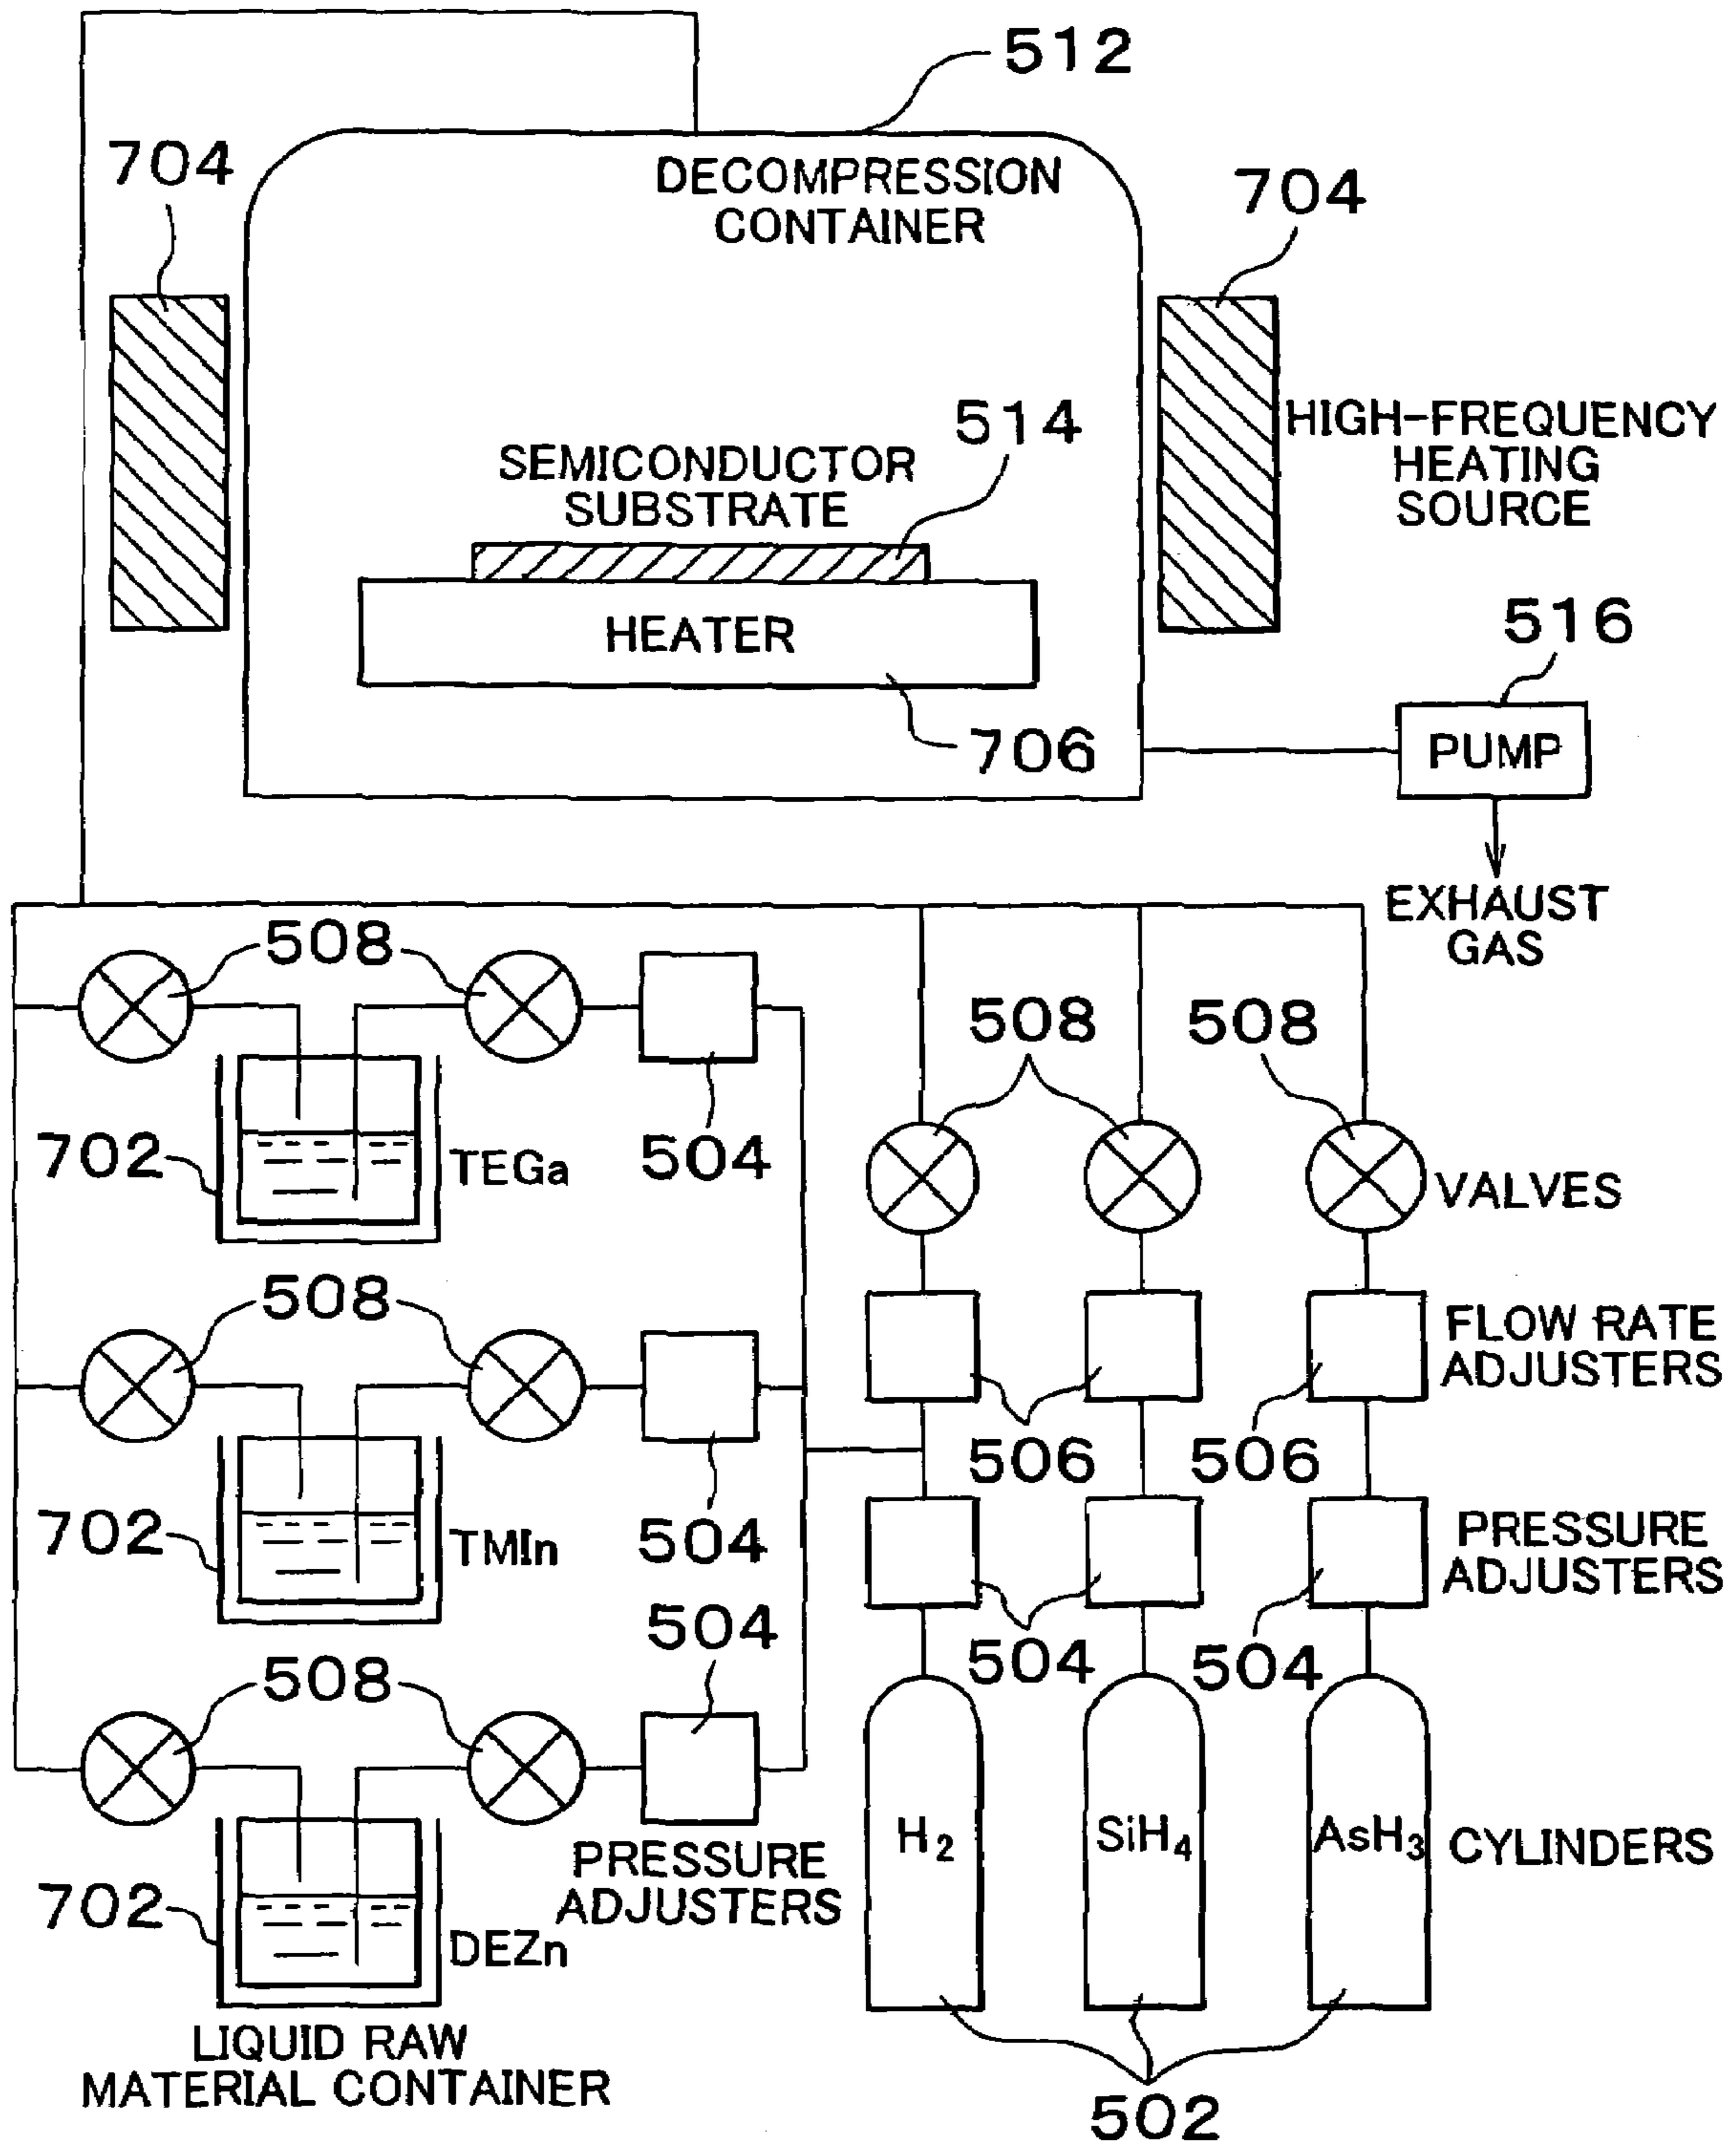 512
704
DECOMPRESSION
CONTAINER
704
514
HIGH-FREQUENCY
HEATING
SOURCE
SEMICONDUCTOR
SUBSTRATE
HEATER
516
706
PUMP
EXHAUST
GAS
508
508
508
504
702
TEGa
VALVES
508
FLOW RATE
ADJUSTERS
506
506
702
TMIn
504
PRESSURE
ADJUSTERS
504
504
504
508
H2
SiH4
AsH3
CYLINDERS
PRESSURE
ADJUSTERS
702
DEZn
LIQUID RAW
MATERIAL CONTAINER
502